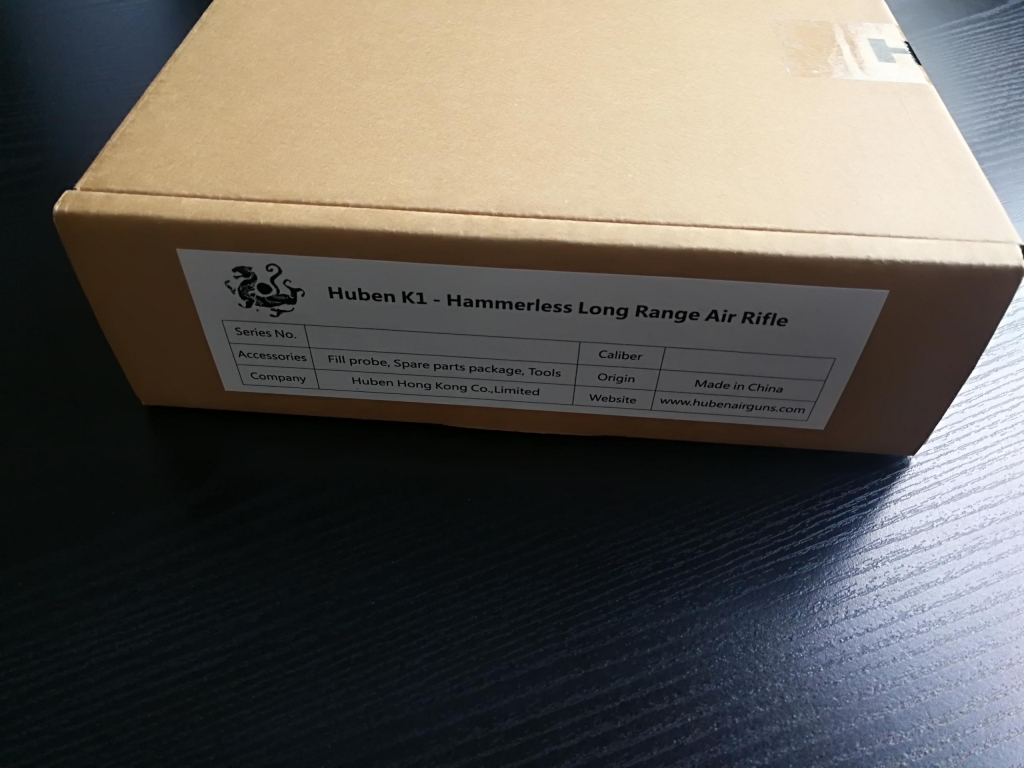 Huben K1 - Hammerless Long Range Air Rifle
Series No.
Caliber
Accessories Fill probe, Spare parts package, Tools
Origin Made in China
Company Huben Hong Kong Co.,Limited
Website www.hubenairguns.com